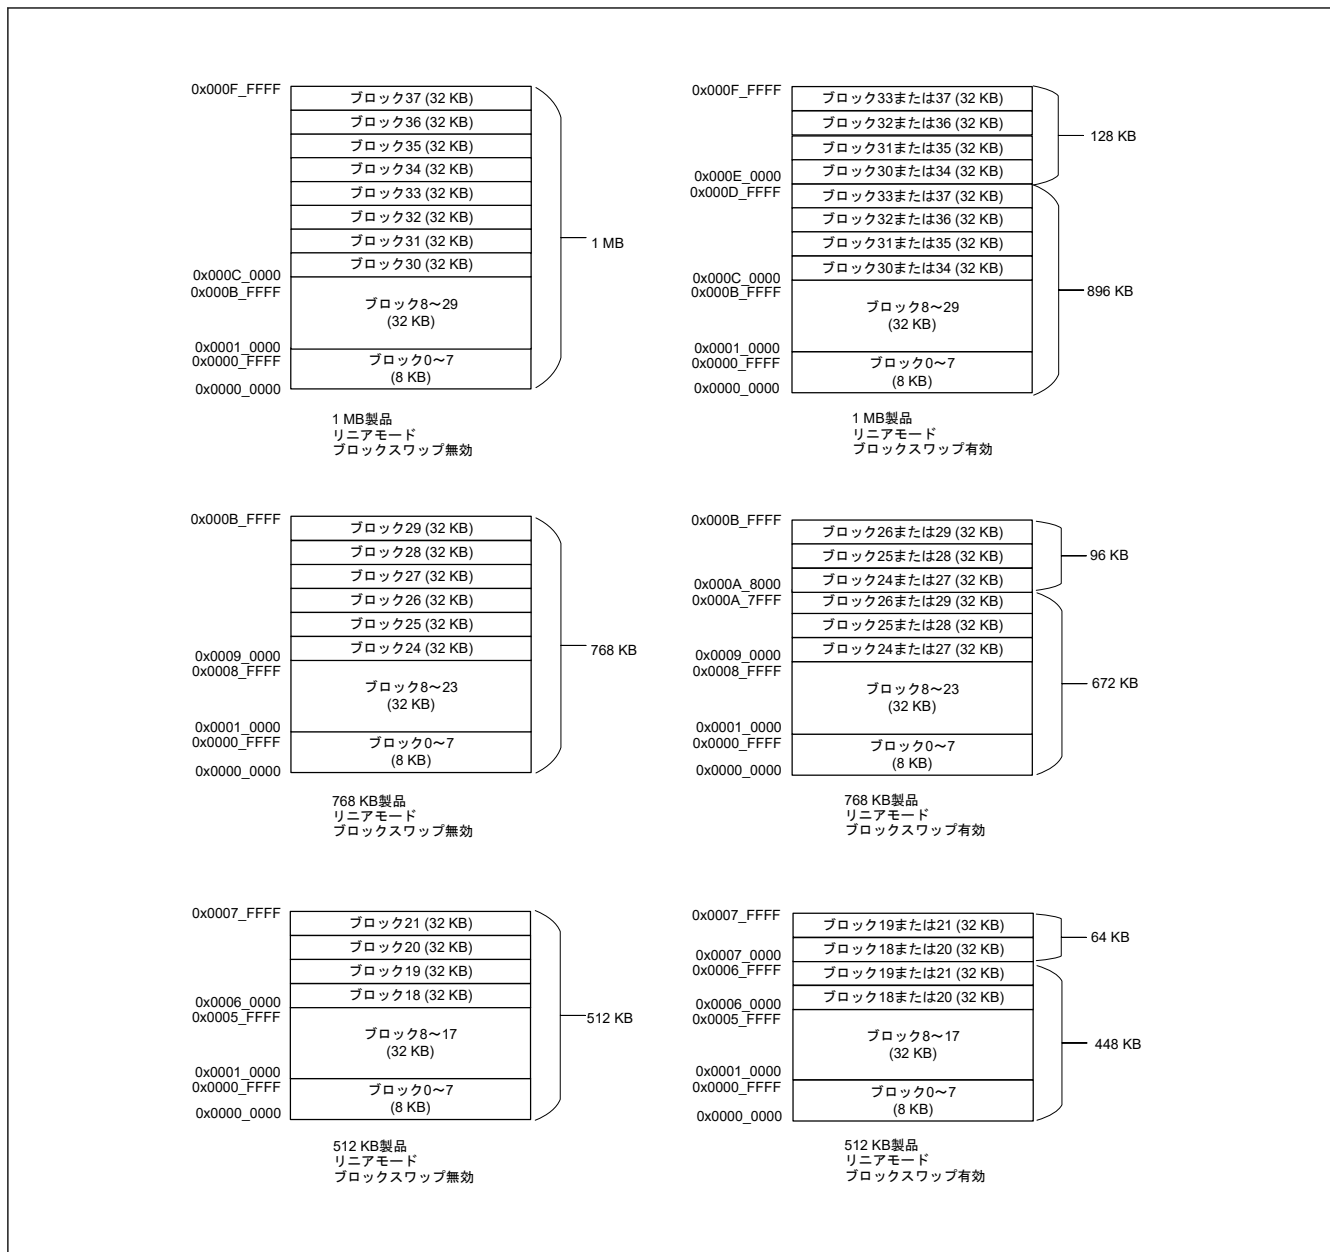 0x000F_FFFF
ブロック37 (32 KB)
ブロック36 (32 KB)
ブロック35 (32 KB)
ブロック34 (32 KB)
ブロック33 (32 KB)
ブロック32 (32 KB)
ブロック31 (32 KB)
ブロック30 (32 KB)
0x000C_0000
0x000B_FFFF
ブロック8～29
(32 KB)
0x0001_0000
0x0000_FFFF
ブロック0～7
(8 KB)
0x0000_0000
1 MB
1 MB製品
リニアモード
ブロックスワップ無効
0x000F_FFFF
ブロック33または37 (32 KB)
ブロック32または36 (32 KB)
ブロック31または35 (32 KB)
ブロック30または34 (32 KB)
128 KB
0x000E_0000
0x000D_FFFF
ブロック33または37 (32 KB)
ブロック32または36 (32 KB)
ブロック31または35 (32 KB)
ブロック30または34 (32 KB)
0x000C_0000
0x000B_FFFF
ブロック8～29
(32 KB)
896 KB
0x0001_0000
0x0000_FFFF
ブロック0～7
(8 KB)
0x0000_0000
1 MB製品
リニアモード
ブロックスワップ有効
0x000B_FFFF
ブロック29 (32 KB)
ブロック28 (32 KB)
ブロック27 (32 KB)
ブロック26 (32 KB)
ブロック25 (32 KB)
ブロック24 (32 KB)
768 KB
0x0009_0000
0x0008_FFFF
ブロック8～23
(32 KB)
0x0001_0000
0x0000_FFFF
ブロック0～7
(8 KB)
0x0000_0000
768 KB製品
リニアモード
ブロックスワップ無効
0x000B_FFFF
ブロック26または29 (32 KB)
ブロック25または28 (32 KB)
ブロック24または27 (32 KB)
96 KB
0x000A_8000
0x000A_7FFF
ブロック26または29 (32 KB)
ブロック25または28 (32 KB)
ブロック24または27 (32 KB)
0x0009_0000
0x0008_FFFF
ブロック8～23
(32 KB)
672 KB
0x0001_0000
0x0000_FFFF
ブロック0～7
(8 KB)
0x0000_0000
768 KB製品
リニアモード
ブロックスワップ有効
0x0007_FFFF
ブロック21 (32 KB)
ブロック20 (32 KB)
ブロック19 (32 KB)
ブロック18 (32 KB)
0x0006_0000
0x0005_FFFF
512 KB
ブロック8～17
(32 KB)
0x0001_0000
0x0000_FFFF
ブロック0～7
(8 KB)
0x0000_0000
512 KB製品
リニアモード
ブロックスワップ無効
0x0007_FFFF
ブロック19または21 (32 KB)
ブロック18または20 (32 KB)
64 KB
0x0007_0000
0x0006_FFFF
ブロック19または21 (32 KB)
ブロック18または20 (32 KB)
0x0006_0000
0x0005_FFFF
ブロック8～17
(32 KB)
448 KB
0x0001_0000
0x0000_FFFF
ブロック0～7
(8 KB)
0x0000_0000
512 KB製品
リニアモード
ブロックスワップ有効